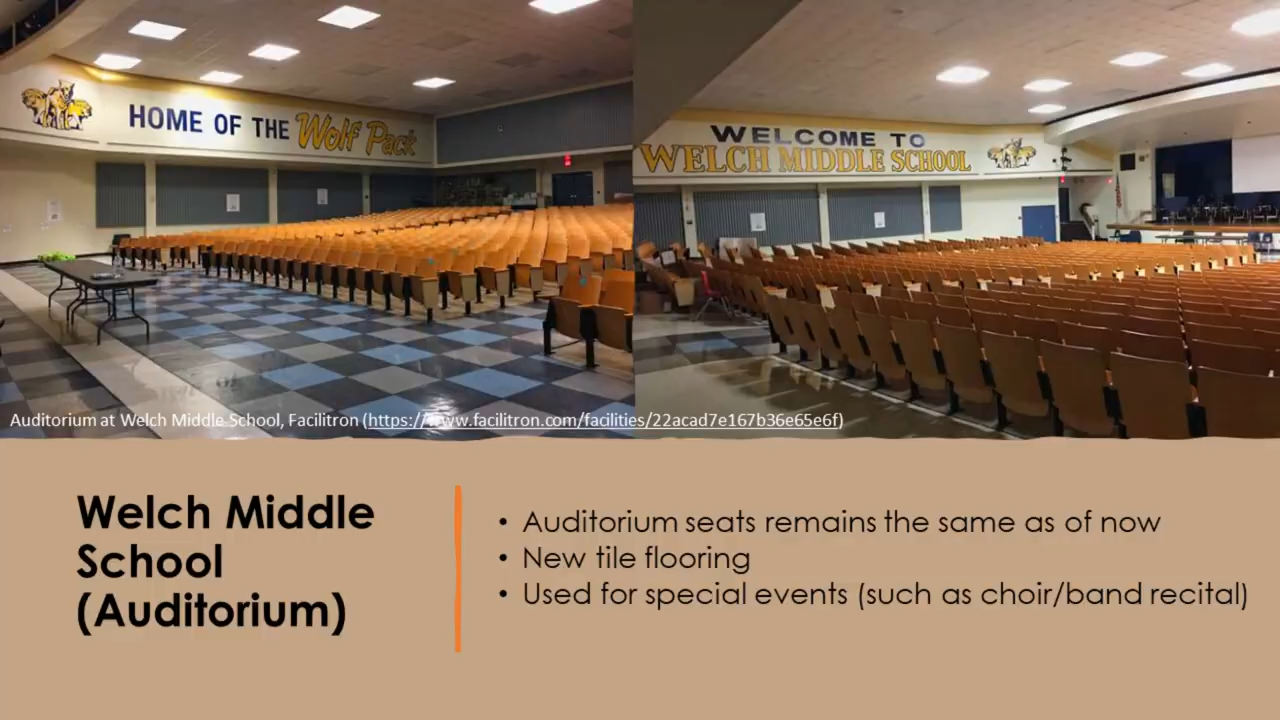 HOME OF THE Wolf Pack
WELCOME TO
WELCH MIDDLE SCHOOL
Auditorium at Welch Middle School, Facilitron (https://www.facilitron.com/facilities/22acad7e167b36e65e6f)
Welch Middle
School
(Auditorium)
• Auditorium seats remains the same as of now
• New tile flooring
• Used for special events (such as choir/band recital)